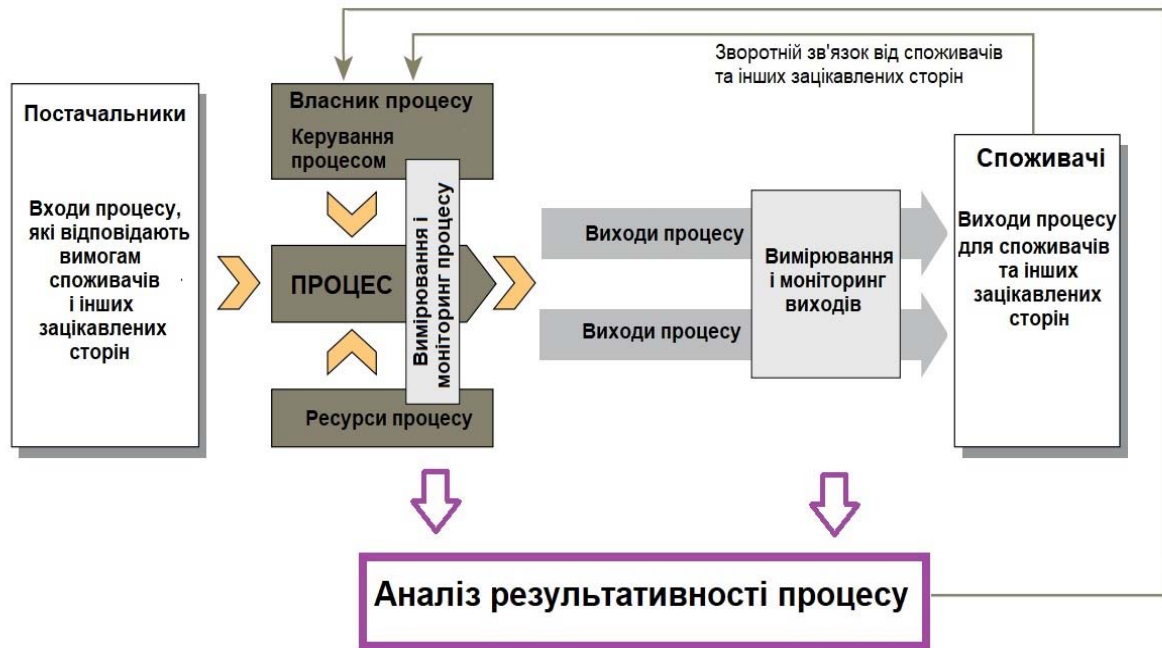 Зворотній зв'язок від споживачів
та інших зацікавлених сторін
Постачальники
Входи процесу,
які відповідають
вимогам
споживачів
і інших
зацікавлених
сторін
Власник процесу
Керування
процесом
ПРОЦЕС
Ресурси процесу
Вимірювання і
моніторинг процесу
Виходи процесу
Виходи процесу
Вимірювання
і моніторинг
виходів
Споживачі
Виходи процесу
для споживачів
та інших
зацікавлених
сторін
Аналіз результативності процесу